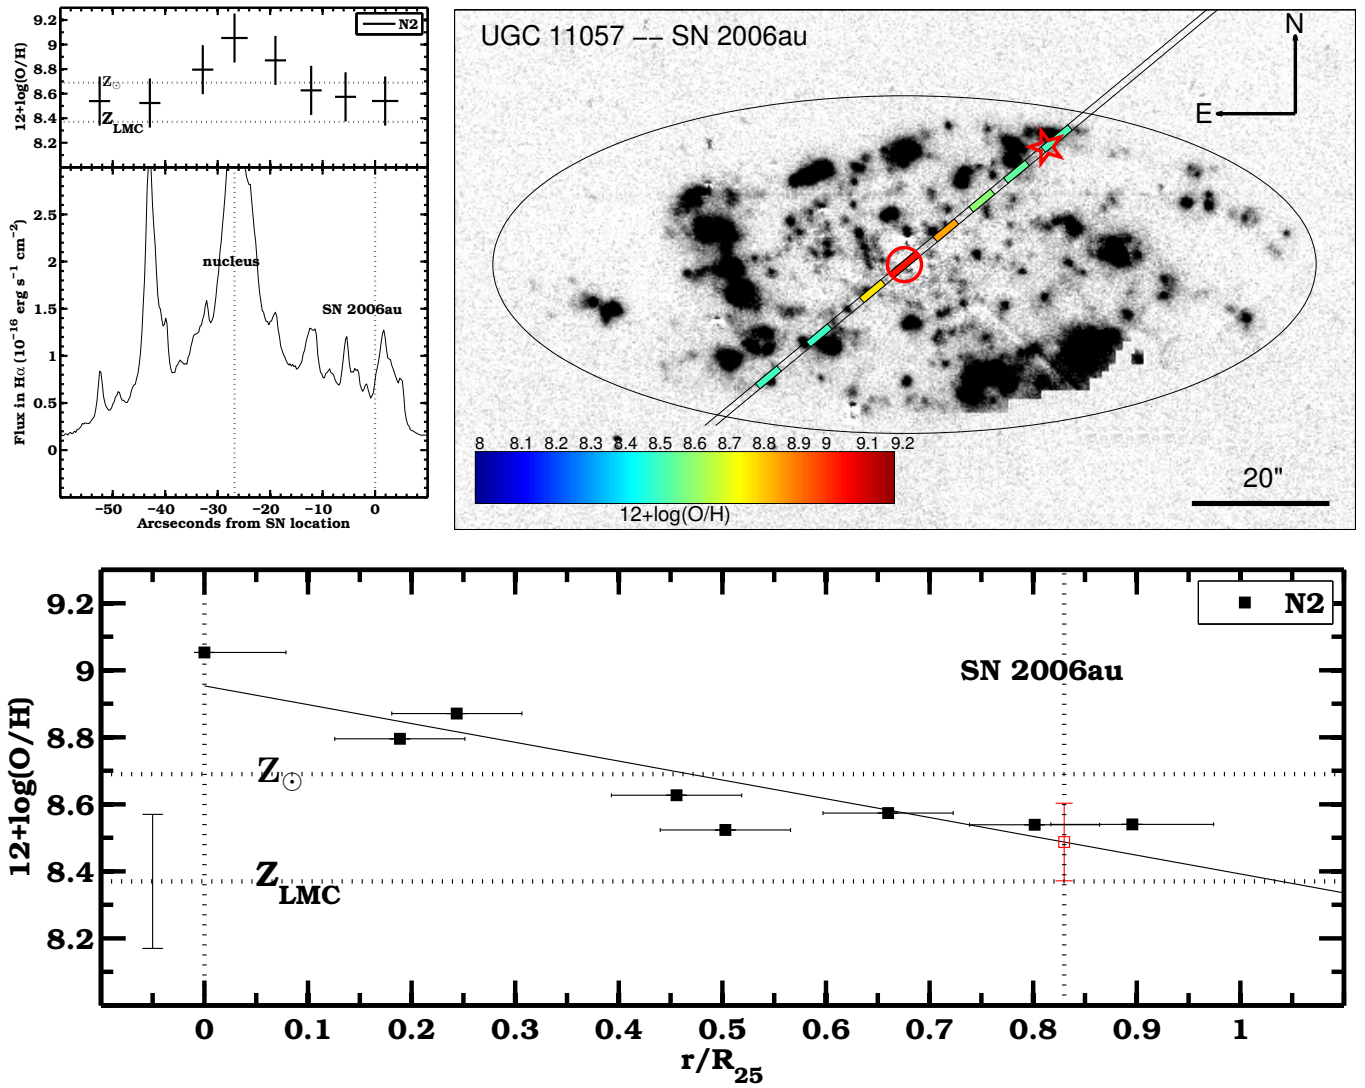 9.2
9
8.8
8.6
8.4
8.2
12+log(O/H)
N2
Z☉
Z LMC
2.5
2
1.5
1
0.5
0
Flux in Hα (10−16 erg s−1 cm−2)
nucleus
SN 2006au
−50 −40 −30 −20 −10 0
Arcseconds from SN location
UGC 11057 −− SN 2006au
N
E
8 8.1 8.2 8.3 8.4 8.5 8.6 8.7 8.8 8.9 9 9.1 9.2
12+log(O/H)
20"
9.2
9
8.8
8.6
8.4
8.2
12+log(O/H)
N2
SN 2006au
Z☉
Z LMC
0 0.1 0.2 0.3 0.4 0.5 0.6 0.7 0.8 0.9 1
r/R25